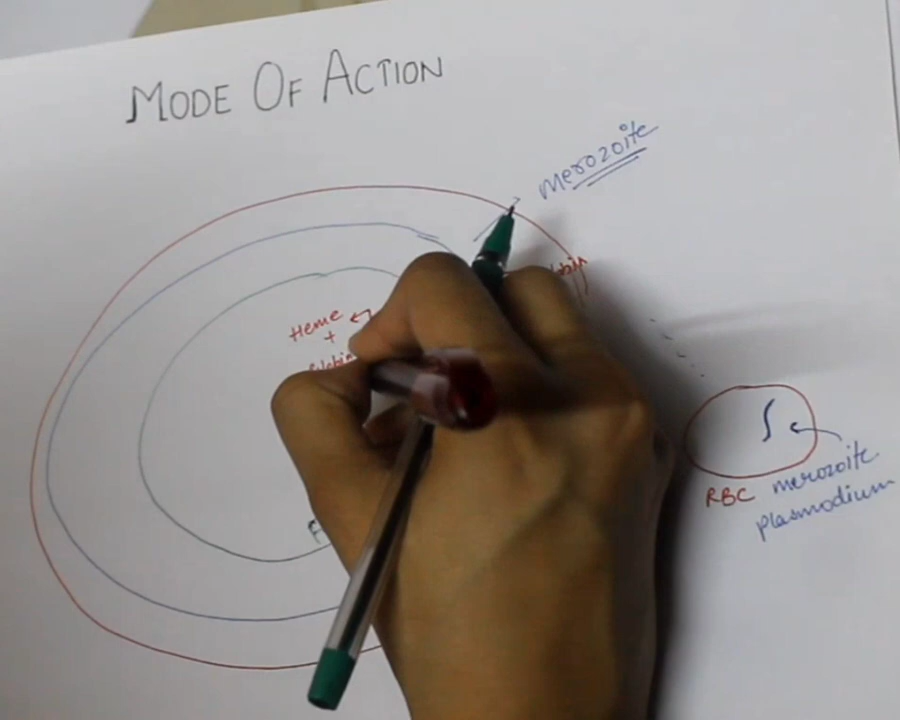 MODE OF ACTION
merozoite
Heme
+
RBC merozoite
plasmodium